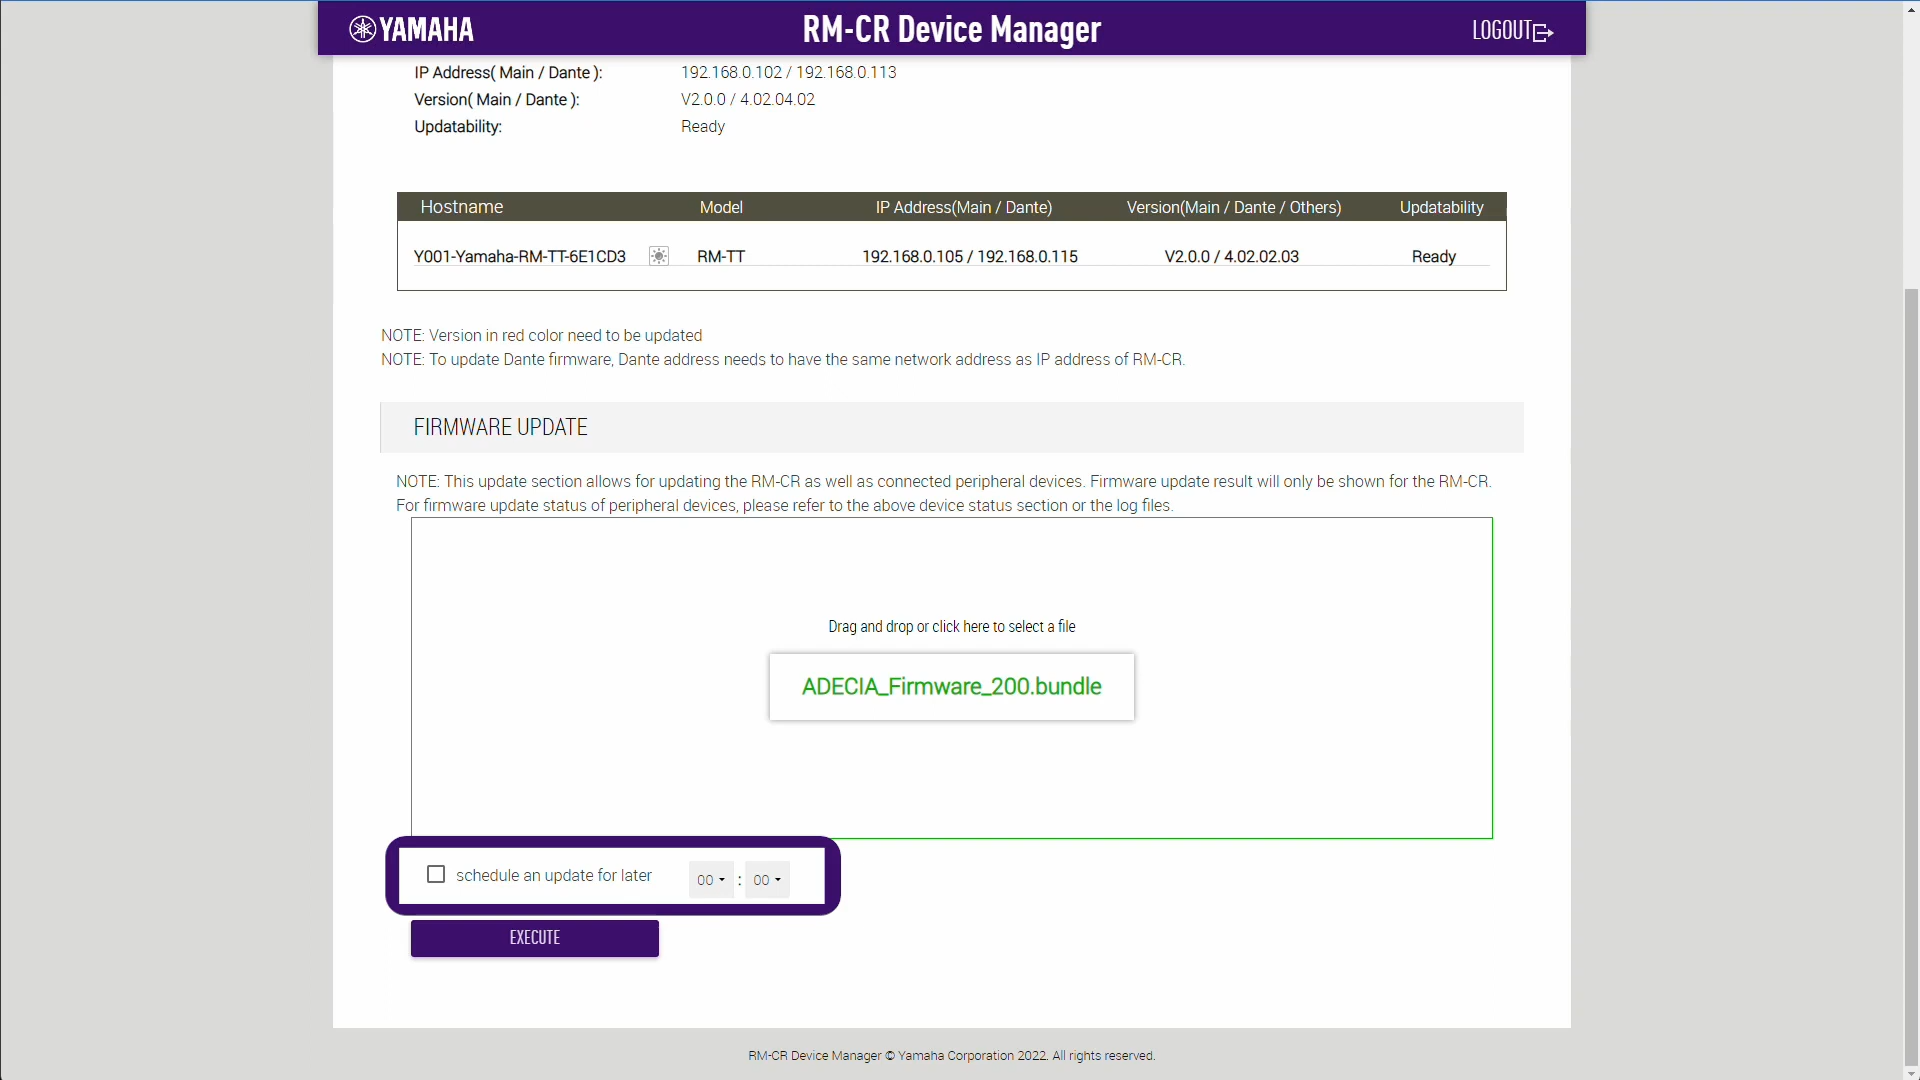 YAMAHA RM-CR Device Manager LOGOUT
IP Address( Main / Dante ): 192.168.0.102 / 192.168.0.113
Version( Main / Dante ): V2.0.0 / 4.02.04.02
Updatability: Ready
Hostname Model IP Address(Main / Dante) Version(Main / Dante / Others) Updatability
Y001-Yamaha-RM-TT-6E1CD3 RM-TT 192.168.0.105 / 192.168.0.115 V2.0.0 / 4.02.02.03 Ready
NOTE: Version in red color need to be updated
NOTE: To update Dante firmware, Dante address needs to have the same network address as IP address of RM-CR.
FIRMWARE UPDATE
NOTE: This update section allows for updating the RM-CR as well as connected peripheral devices. Firmware update result will only be shown for the RM-CR.
For firmware update status of peripheral devices, please refer to the above device status section or the log files.
Drag and drop or click here to select a file
ADECIA_Firmware_200.bundle
schedule an update for later 00 : 00
EXECUTE
RM-CR Device Manager © Yamaha Corporation 2022. All rights reserved.